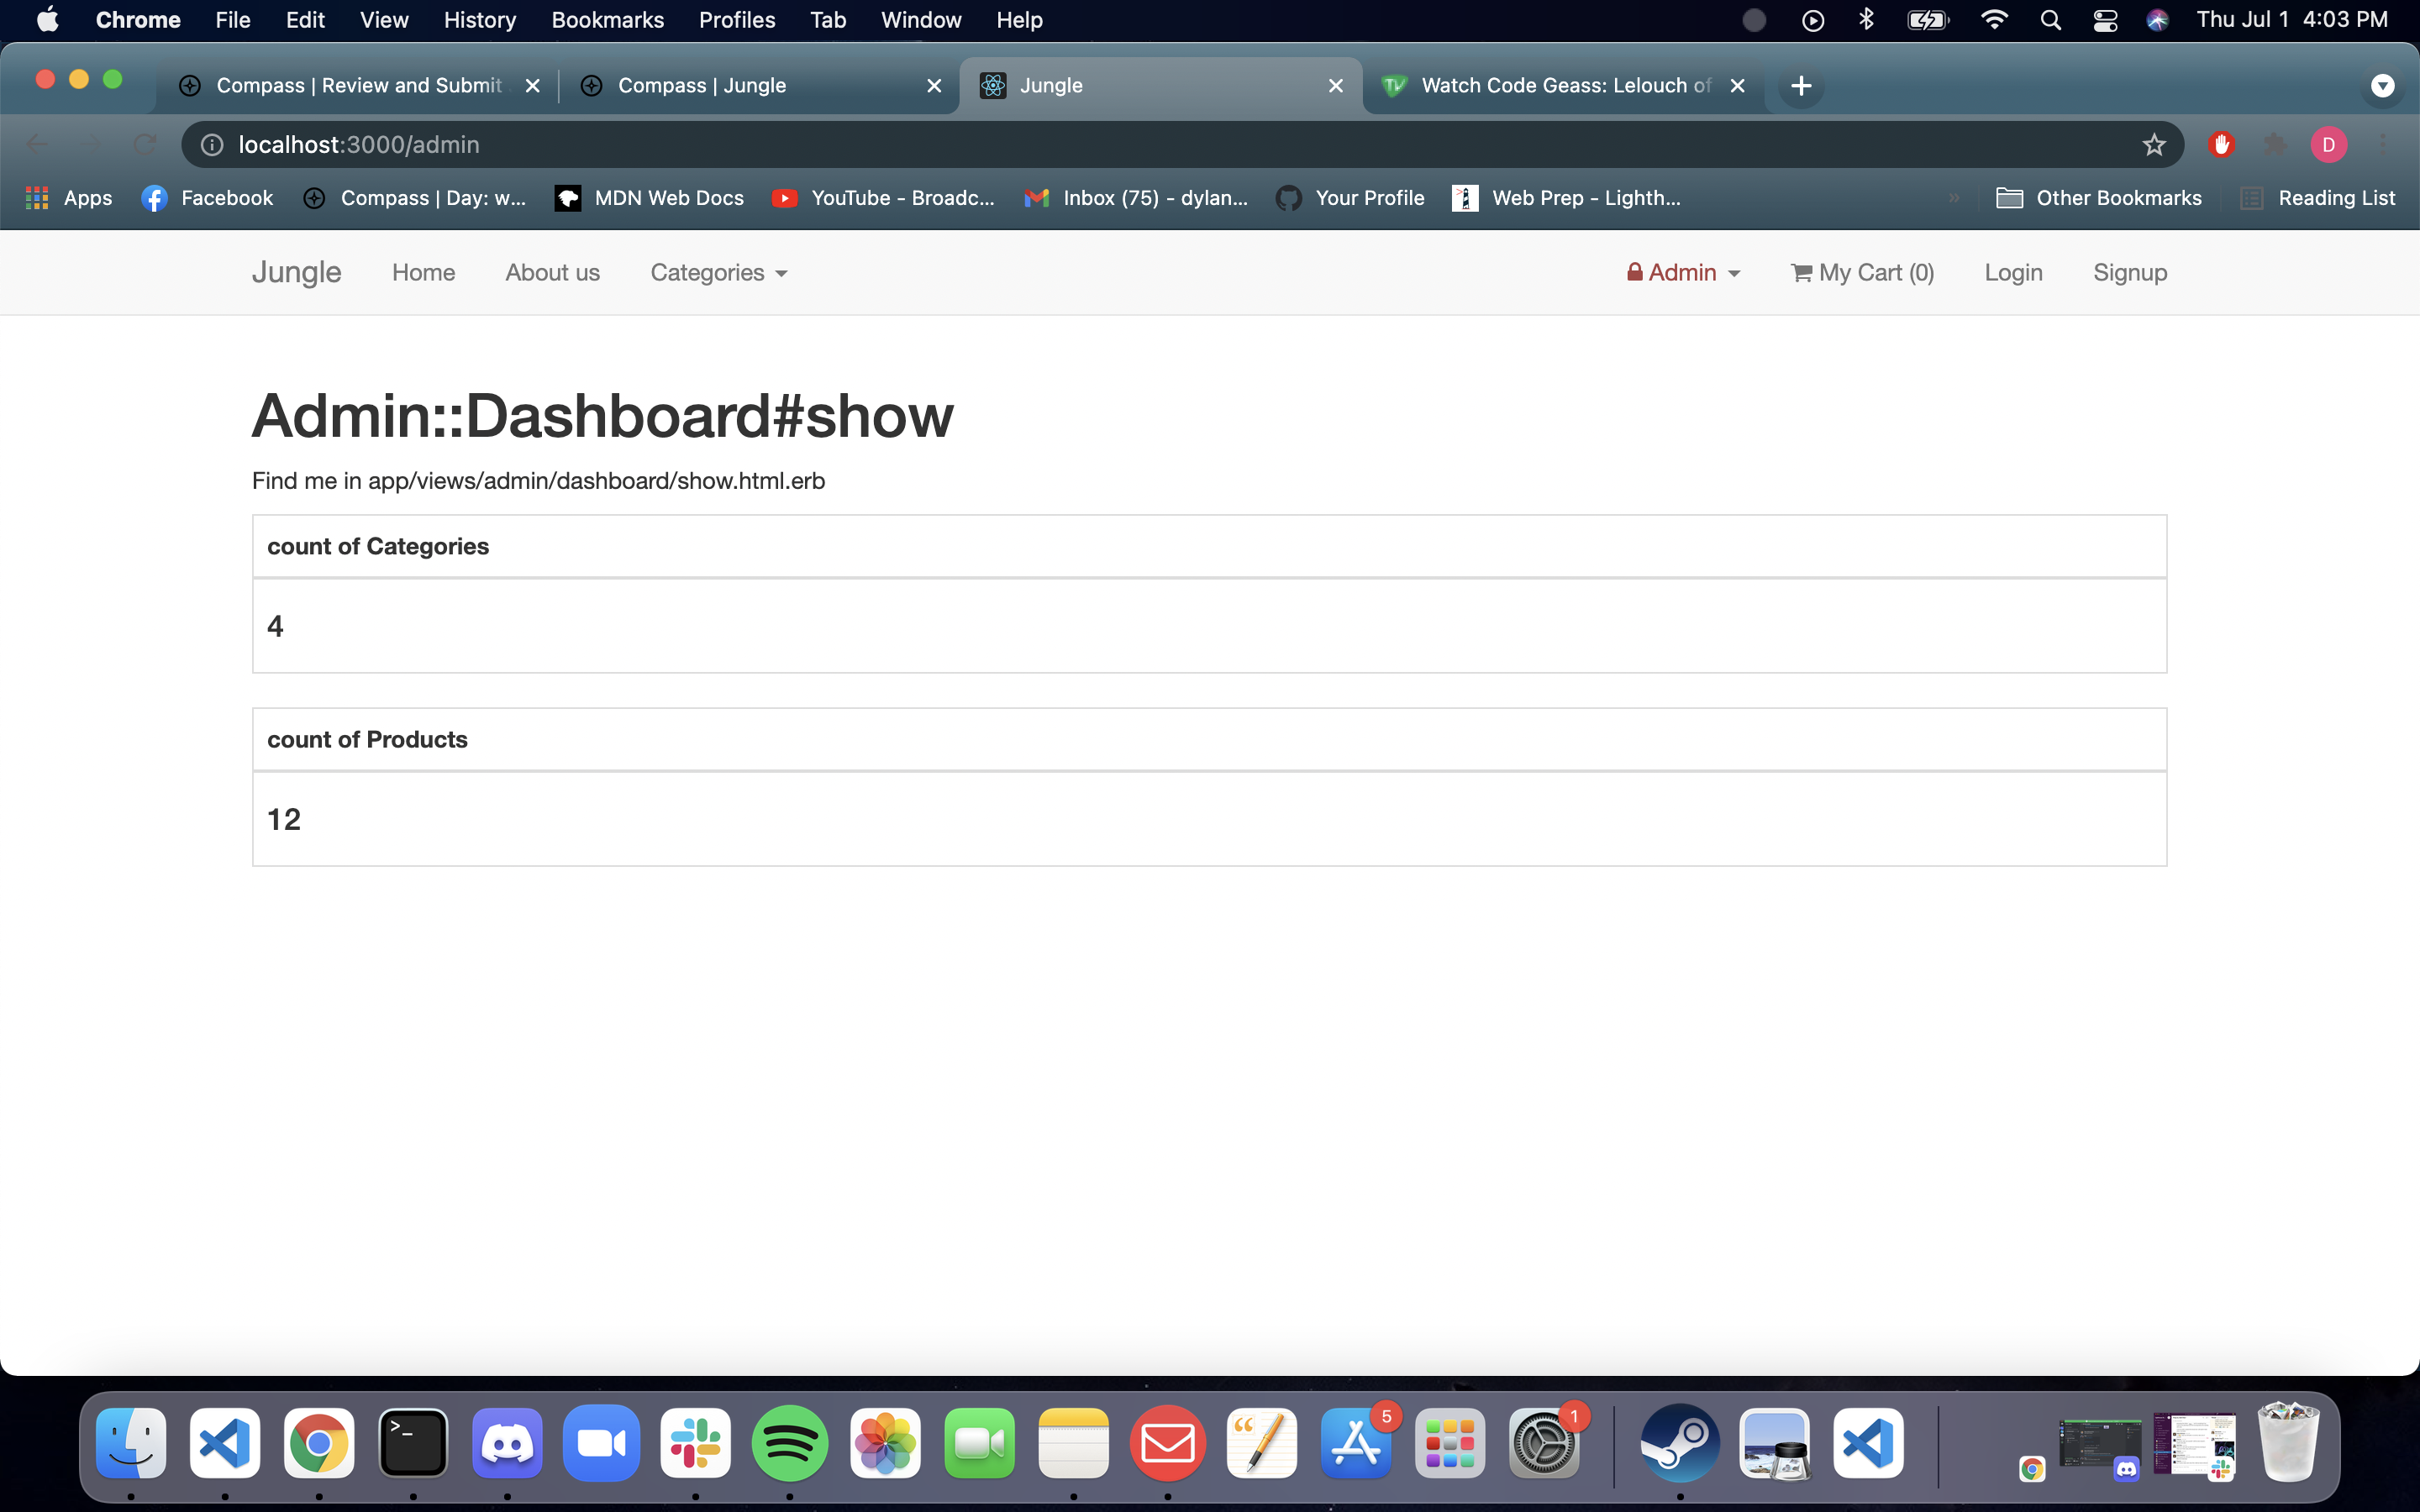 Chrome File Edit View History Bookmarks Profiles Tab Window Help Thu Jul 1 4:03 PM
Compass | Review and Submit Compass | Jungle Jungle Watch Code Geass: Lelouch of
localhost:3000/admin D
Apps Facebook Compass | Day: w... MDN Web Docs YouTube - Broadc... Inbox (75) - dylan... Your Profile Web Prep - Lighth... » Other Bookmarks Reading List
Jungle Home About us Categories Admin My Cart (0) Login Signup
Admin::Dashboard#show
Find me in app/views/admin/dashboard/show.html.erb
count of Categories
4
count of Products
12
5 1